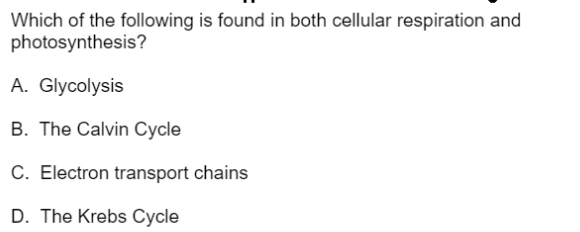 Which of the following is found in both cellular respiration and
photosynthesis?
A. Glycolysis
B. The Calvin Cycle
C. Electron transport chains
D. The Krebs Cycle